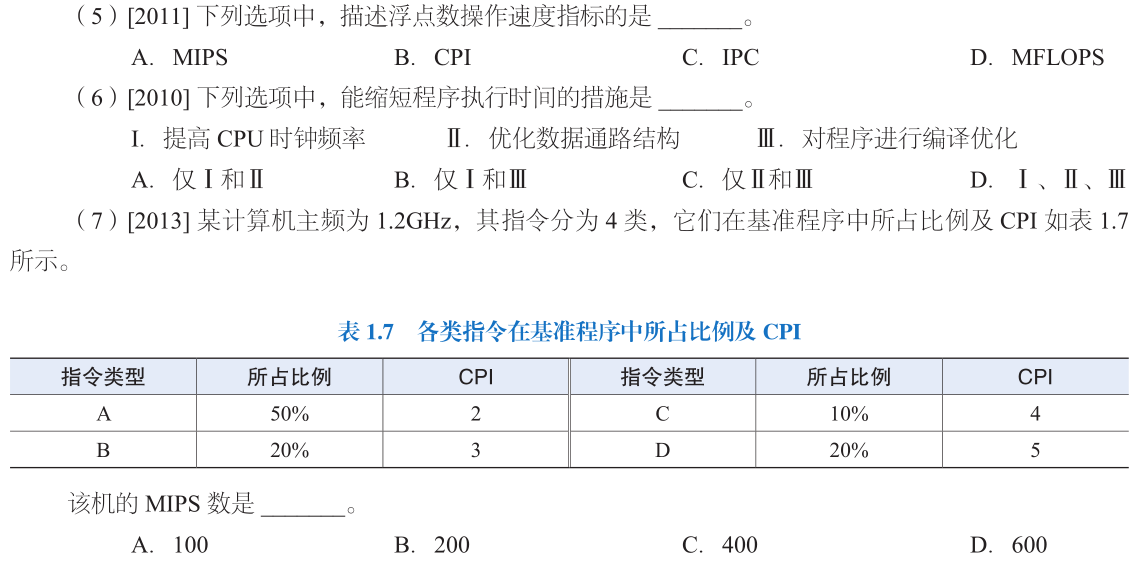 （5）[2011] 下列选项中，描述浮点数操作速度指标的是 _______。
A. MIPS B. CPI C. IPC D. MFLOPS
（6）[2010] 下列选项中，能缩短程序执行时间的措施是 _______。
I. 提高 CPU 时钟频率 Ⅱ. 优化数据通路结构 Ⅲ. 对程序进行编译优化
A. 仅Ⅰ和Ⅱ B. 仅Ⅰ和Ⅲ C. 仅Ⅱ和Ⅲ D. Ⅰ、Ⅱ、Ⅲ
（7）[2013] 某计算机主频为 1.2GHz，其指令分为 4 类，它们在基准程序中所占比例及 CPI 如表 1.7
所示。
表 1.7 各类指令在基准程序中所占比例及 CPI
指令类型 所占比例 CPI 指令类型 所占比例 CPI
A 50% 2 C 10% 4
B 20% 3 D 20% 5
该机的 MIPS 数是 _______。
A. 100 B. 200 C. 400 D. 600